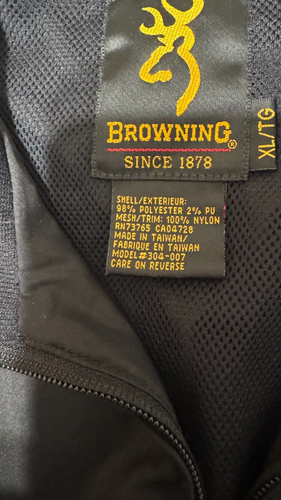 BROWNING®
SINCE 1878
XL/TG
SHELL/EXTERIEUR:
98% POLYESTER 2% PU
MESH/TRIM: 100% NYLON
RN73765 CA04728
MADE IN TAIWAN/
FABRIQUE EN TAIWAN
MODEL#304-007
CARE ON REVERSE